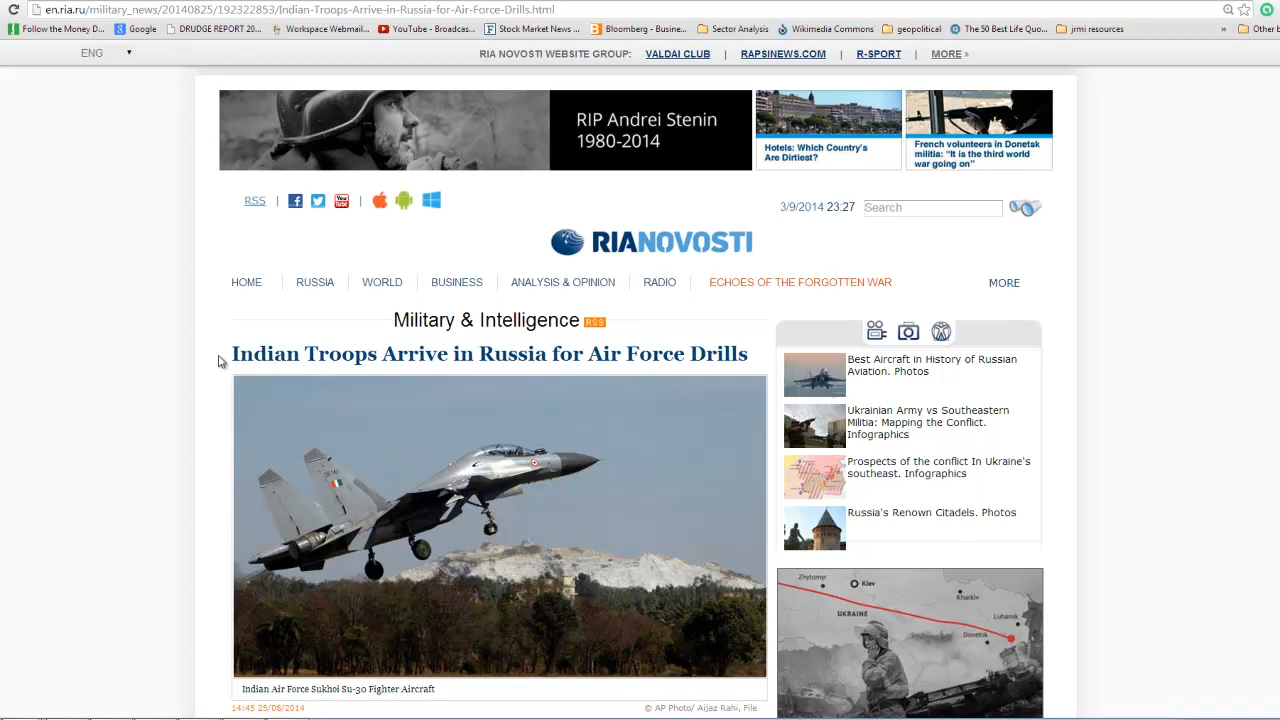 en.ria.ru/military_news/20140825/192322853/Indian-Troops-Arrive-in-Russia-for-Air-Force-Drills.html
Follow the Money D... Google DRUDGE REPORT 20... Workspace Webmail... YouTube - Broadcas... Stock Market News ... Bloomberg - Busine... Sector Analysis Wikimedia Commons geopolitical The 50 Best Life Quo... jrmi resources » Other b
ENG RIA NOVOSTI WEBSITE GROUP: VALDAI CLUB | RAPSINEWS.COM | R-SPORT | MORE »
RIP Andrei Stenin
1980-2014
Hotels: Which Country's
Are Dirtiest?
French volunteers in Donetsk
militia: “It is the third world
war going on”
RSS | You Tube | 3/9/2014 23:27 Search
RIANOVOSTI
HOME RUSSIA WORLD BUSINESS ANALYSIS & OPINION RADIO ECHOES OF THE FORGOTTEN WAR MORE
Military & Intelligence RSS
Indian Troops Arrive in Russia for Air Force Drills
Indian Air Force Sukhoi Su-30 Fighter Aircraft
14:45 25/08/2014 © AP Photo/ Aijaz Rahi, File
Best Aircraft in History of Russian
Aviation. Photos
Ukrainian Army vs Southeastern
Militia: Mapping the Conflict.
Infographics
Prospects of the conflict In Ukraine's
southeast. Infographics
Russia's Renown Citadels. Photos
Zhytomyr
Kiev
Kharkiv
UKRAINE
Luhansk
Donetsk